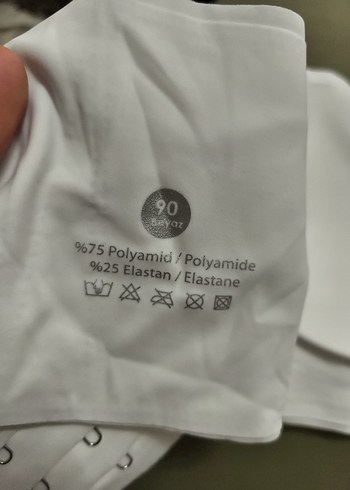 90
Beyaz
%75 Polyamid / Polyamide
%25 Elastan / Elastane